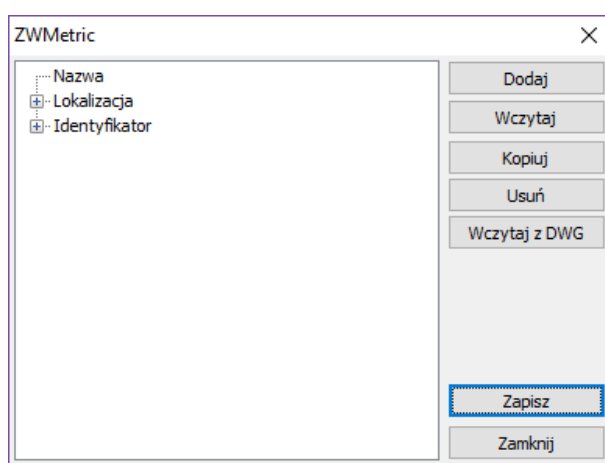 ZWMetric
Nazwa
Lokalizacja
Identyfikator
Dodaj
Wczytaj
Kopiuj
Usuń
Wczytaj z DWG
Zapisz
Zamknij